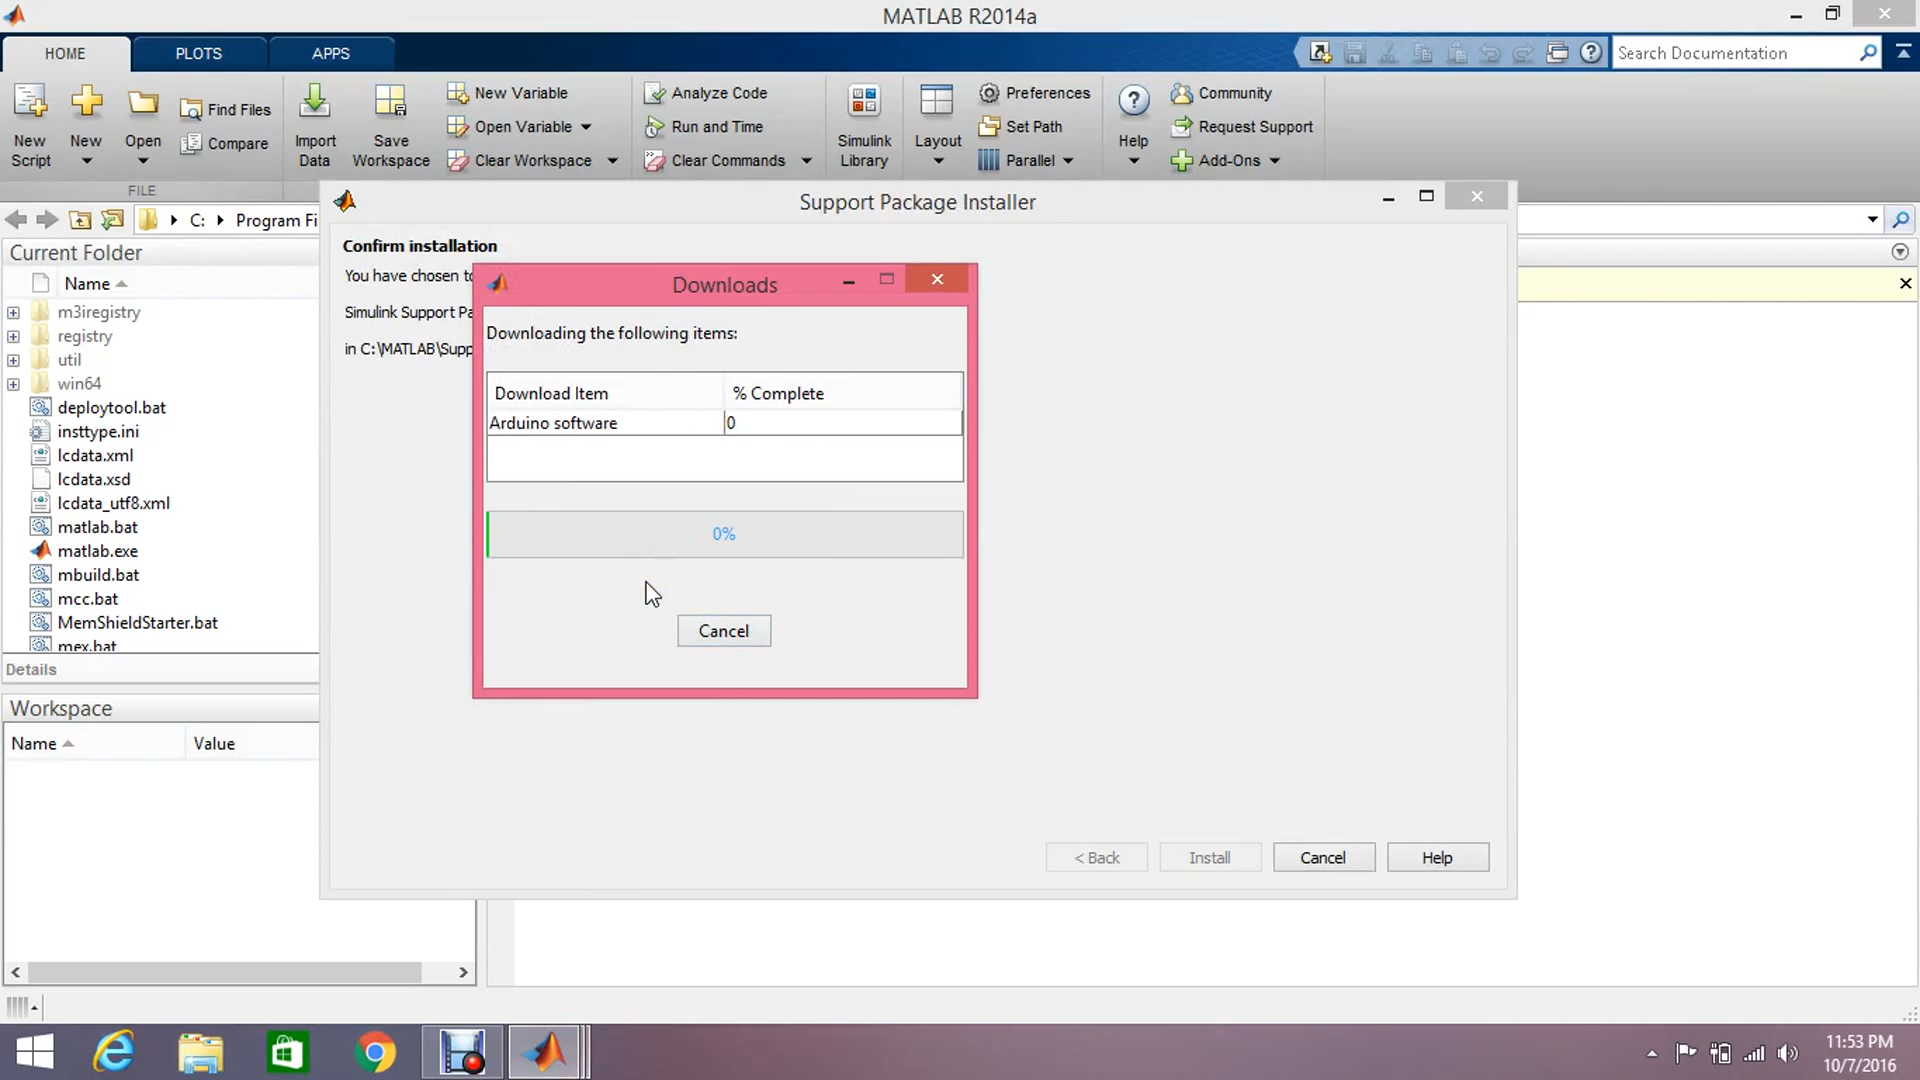 MATLAB R2014a
HOME
PLOTS
APPS
Search Documentation
New Script
New
Open
Find Files
Compare
Import Data
Save Workspace
New Variable
Open Variable
Clear Workspace
Analyze Code
Run and Time
Clear Commands
Simulink Library
Layout
Preferences
Set Path
Parallel
Help
Community
Request Support
Add-Ons
FILE
C:
Program Fi
Current Folder
Name
m3iregistry
registry
util
win64
deploytool.bat
insttype.ini
lcdata.xml
lcdata.xsd
lcdata_utf8.xml
matlab.bat
matlab.exe
mbuild.bat
mcc.bat
MemShieldStarter.bat
mex.bat
Details
Workspace
Name
Value
Support Package Installer
Confirm installation
You have chosen to
Simulink Support Pa
in C:\MATLAB\Supp
Downloads
Downloading the following items:
Download Item
% Complete
Arduino software
0
0%
Cancel
< Back
Install
Cancel
Help
11:53 PM
10/7/2016